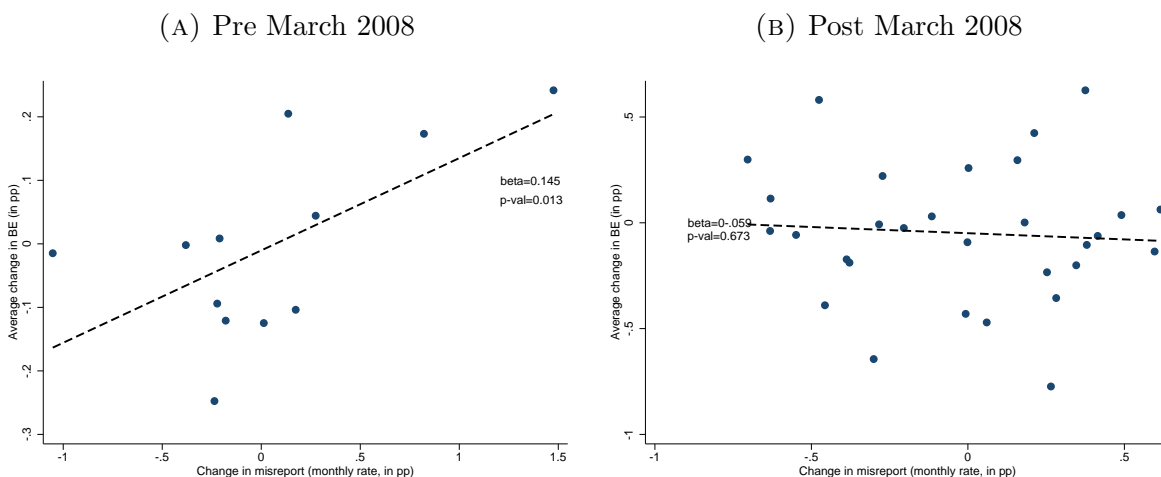 (A) Pre March 2008
(B) Post March 2008
Average change in BE (in pp)
.2
.1
0
-.1
-.2
-.3
beta=0.145
p-val=0.013
-1
-.5
0
.5
1
1.5
Change in misreport (monthly rate, in pp)
Average change in BE (in pp)
.5
0
-.5
-1
beta=0-.059
p-val=0.673
-1
-.5
0
.5
Change in misreport (monthly rate, in pp)